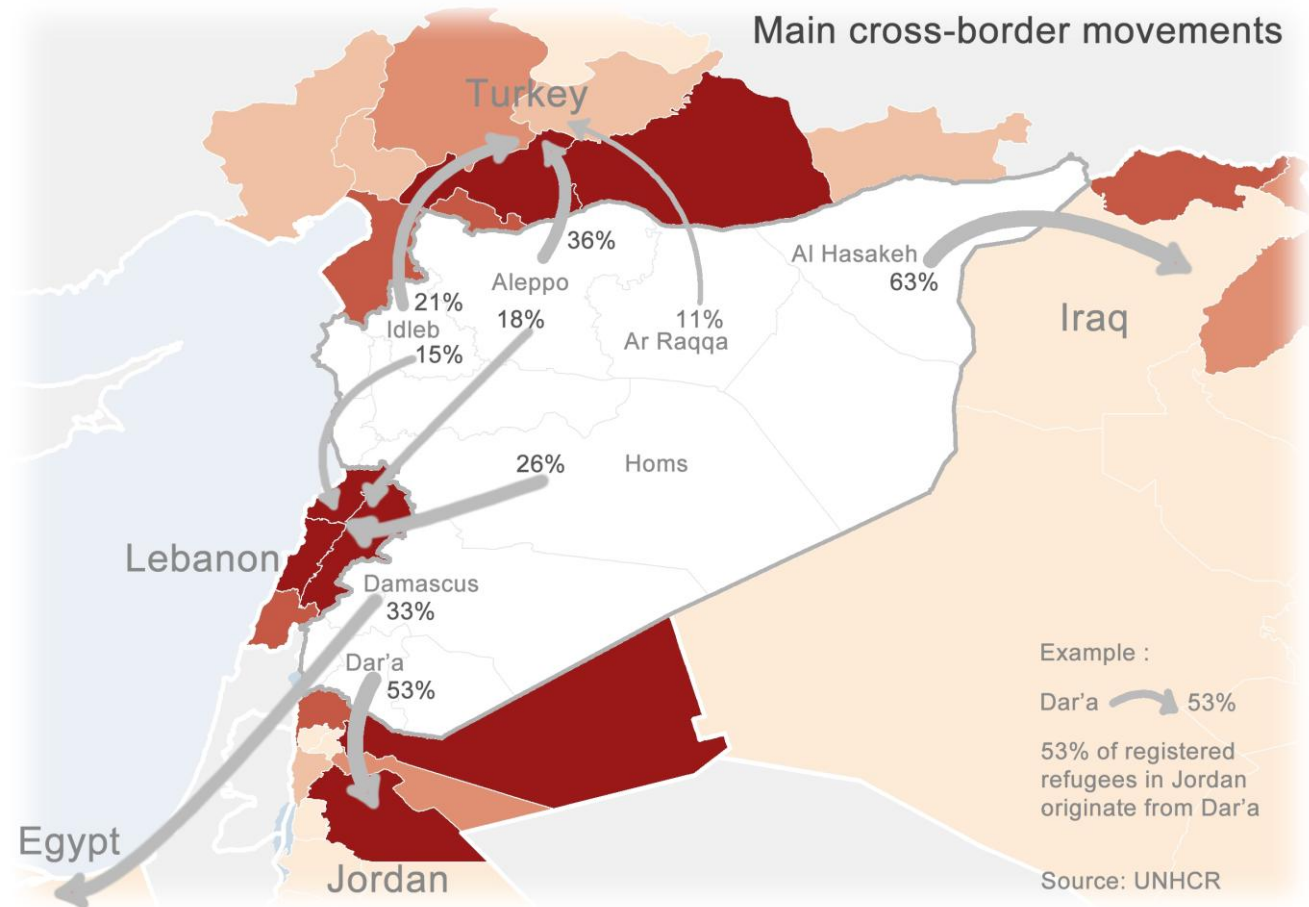 Main cross-border movements
Turkey
36%
Al Hasakeh
63%
Aleppo
21%
18%
11%
Idleb
Ar Raqqa
15%
Iraq
26%
Homs
Lebanon
Damascus
33%
Dar'a
53%
Egypt
Jordan
Example :
Dar'a 53%
53% of registered
refugees in Jordan
originate from Dar'a
Source: UNHCR